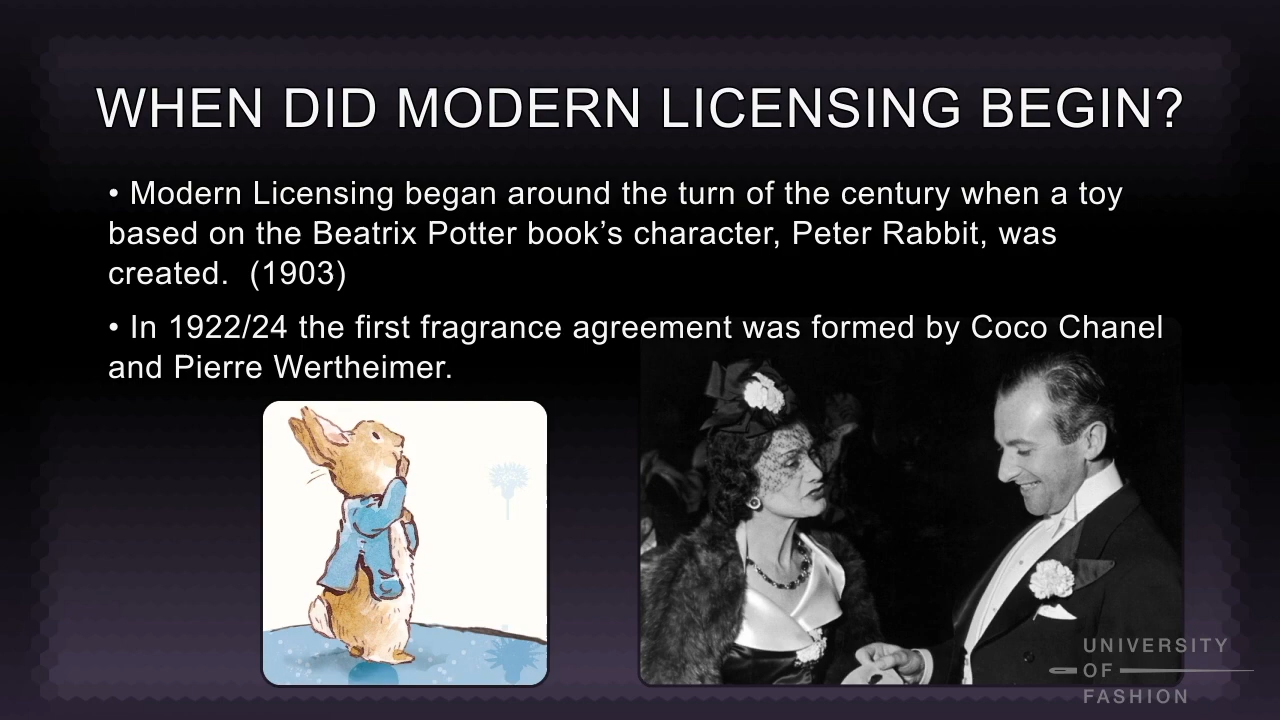 WHEN DID MODERN LICENSING BEGIN?
• Modern Licensing began around the turn of the century when a toy
based on the Beatrix Potter book’s character, Peter Rabbit, was
created.  (1903)
• In 1922/24 the first fragrance agreement was formed by Coco Chanel
and Pierre Wertheimer.
UNIVERSITY
OF
FASHION